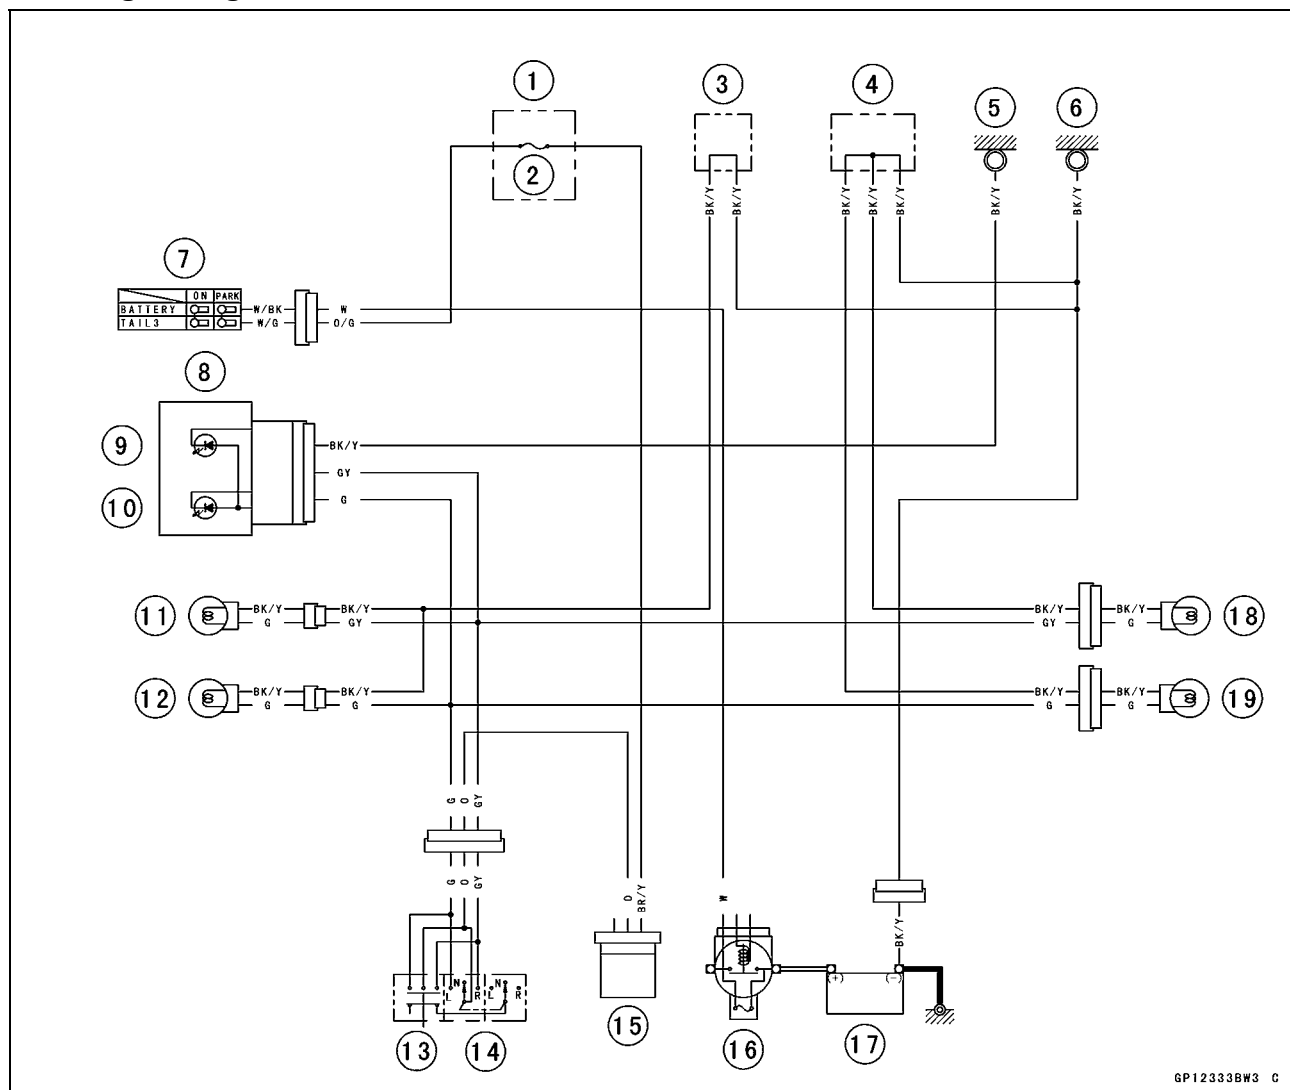 1
3
4
5
6
2
BK/Y
BK/Y
BK/Y
BK/Y
BK/Y
BK/Y
BK/Y
7
ON PARK
BATTERY
TAIL3
W/BK W
W/G O/G
8
9
BK/Y
GY
10
G
11
BK/Y BK/Y
G GY
BK/Y BK/Y
GY G
18
12
BK/Y BK/Y
G G
BK/Y BK/Y
G G
19
G O GY
G O GY
O BR/Y
W
BK/Y
L N R L N R
(+) (-)
13
14
15
16
17
GP12333BW3 C